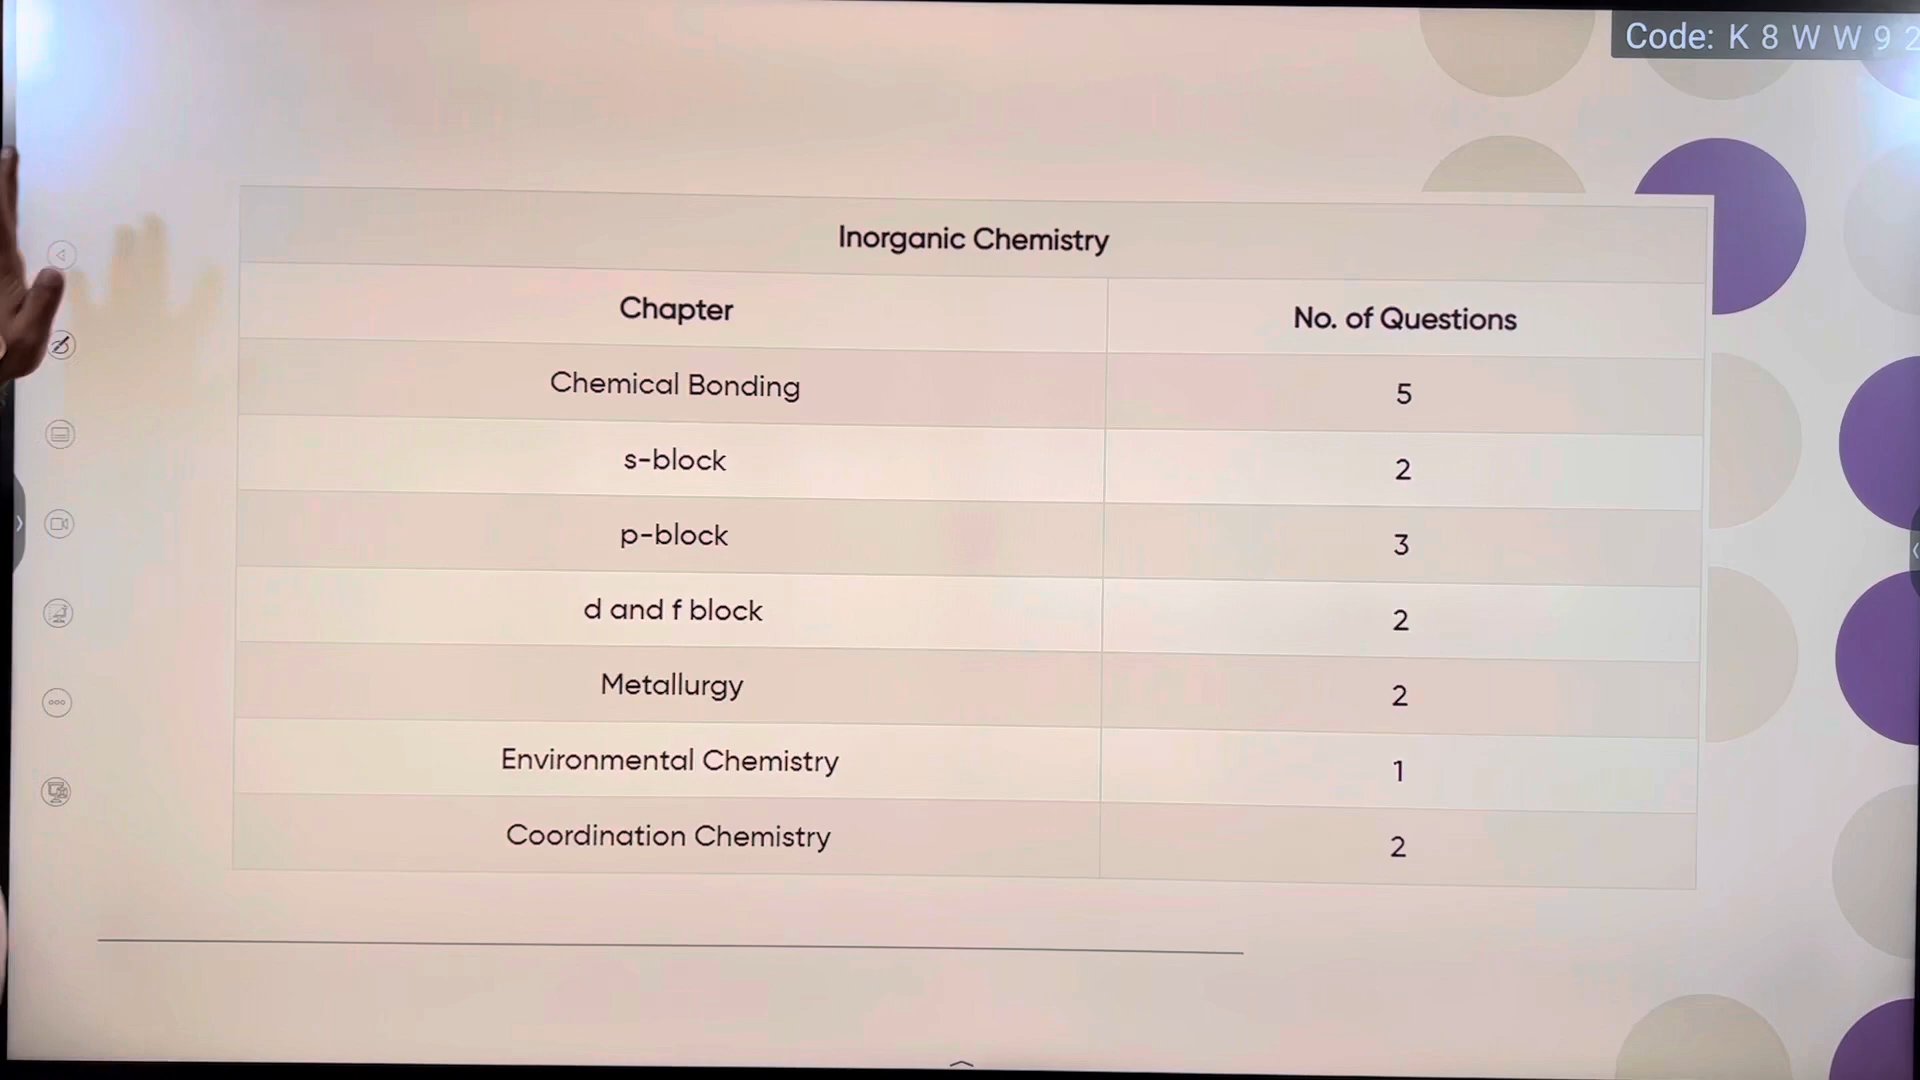 Code: K 8 W W 9 2
Inorganic Chemistry
Chapter No. of Questions
Chemical Bonding 5
s-block 2
p-block 3
d and f block 2
Metallurgy 2
Environmental Chemistry 1
Coordination Chemistry 2